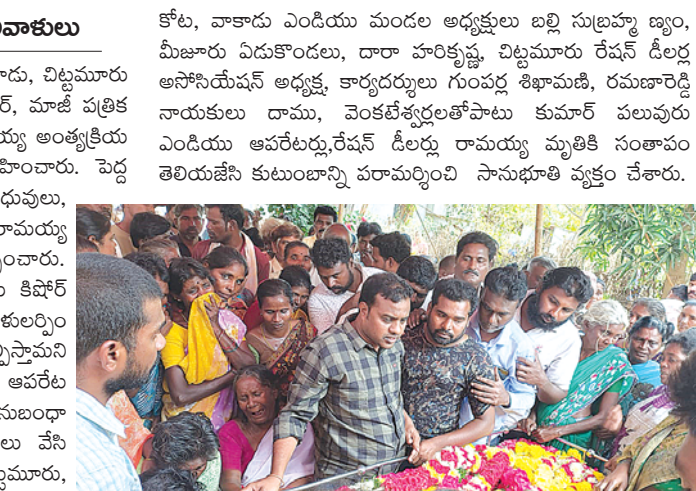 వాళులు
ాడు, చిట్టమూరు
ర్, మాజీ పత్రిక
య్య అంత్యక్రియ
హించారు. పెద్ద
ధువులు,
రామయ్య
్పించారు.
కిషోర్
ళులర్పిం
్పిస్తామని
ఆపరేట
నుబంధా
లు వేసి
్టమూరు,
కోట, వాకాడు ఎండియు మండల అధ్యక్షులు బల్లి సుబ్రహ్మ ణ్యం,
మీజూరు ఏడుకొండలు, దారా హరికృష్ణ, చిట్టమూరు రేషన్ డీలర్ల
అసోసియేషన్ అధ్యక్ష, కార్యదర్శులు గుంపర్ల శిఖామణి, రమణారెడ్డి
నాయకులు దాము, వెంకటేశ్వర్లలతోపాటు కుమార్ పలువురు
ఎండియు ఆపరేటర్లు,రేషన్ డీలర్లు రామయ్య మృతికి సంతాపం
తెలియజేసి కుటుంబాన్ని పరామర్శించి సానుభూతి వ్యక్తం చేశారు.